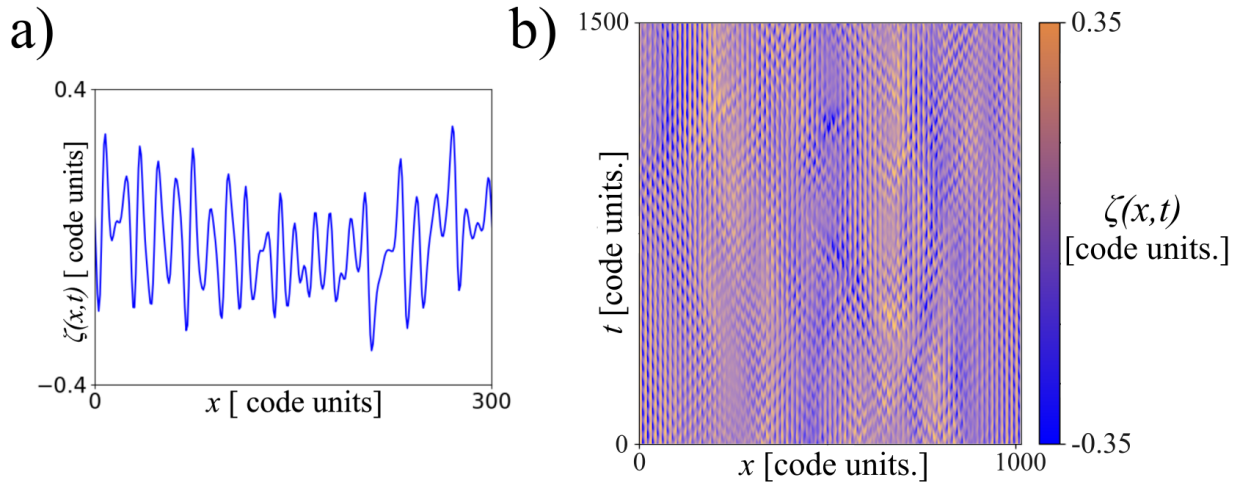 a)
0.4
ζ(x,t) [ code units]
−0.4
0
x [ code units]
300
b)
1500
t [code units.]
0
0
x [code units.]
1000
0.35
-0.35
ζ(x,t)
[code units.]